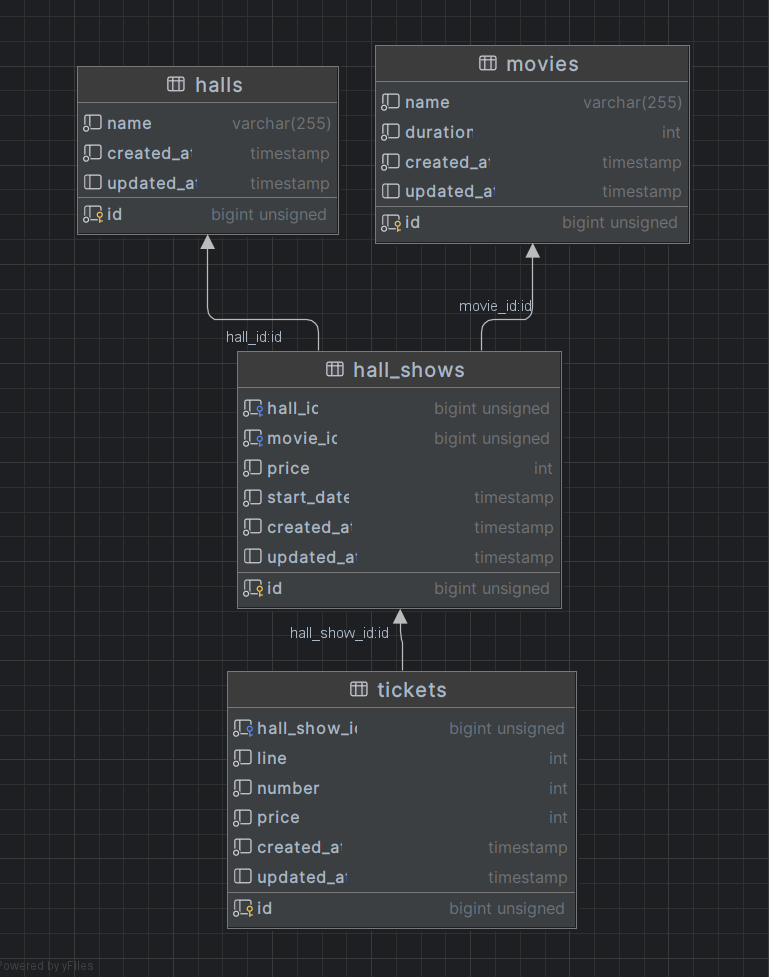 halls
name varchar(255)
created_at timestamp
updated_at timestamp
id bigint unsigned
movies
name varchar(255)
duration int
created_at timestamp
updated_at timestamp
id bigint unsigned
hall_id:id
movie_id:id
hall_shows
hall_id bigint unsigned
movie_id bigint unsigned
price int
start_date timestamp
created_at timestamp
updated_at timestamp
id bigint unsigned
hall_show_id:id
tickets
hall_show_id bigint unsigned
line int
number int
price int
created_at timestamp
updated_at timestamp
id bigint unsigned
Powered by yFiles